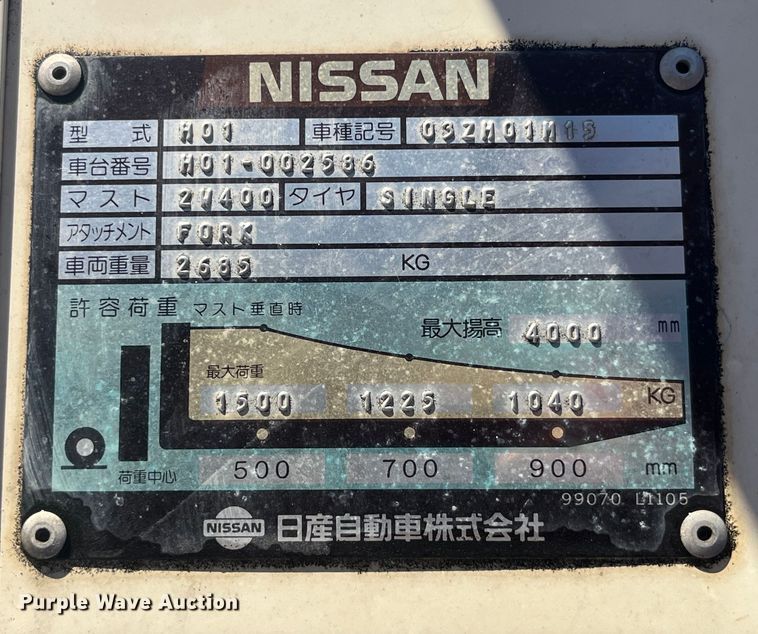 NISSAN
型 式 H01 車種記号 03ZH01M15
車台番号 H01-002586
マスト 2W400 タイヤ SINGLE
アタッチメント FORK
車両重量 2685 KG
許容荷重 マスト垂直時
最大揚高 4000 mm
最大荷重
1500 1225 1040 KG
荷重中心 500 700 900 mm
99070 L1105
NISSAN 日産自動車株式会社
Purple Wave Auction